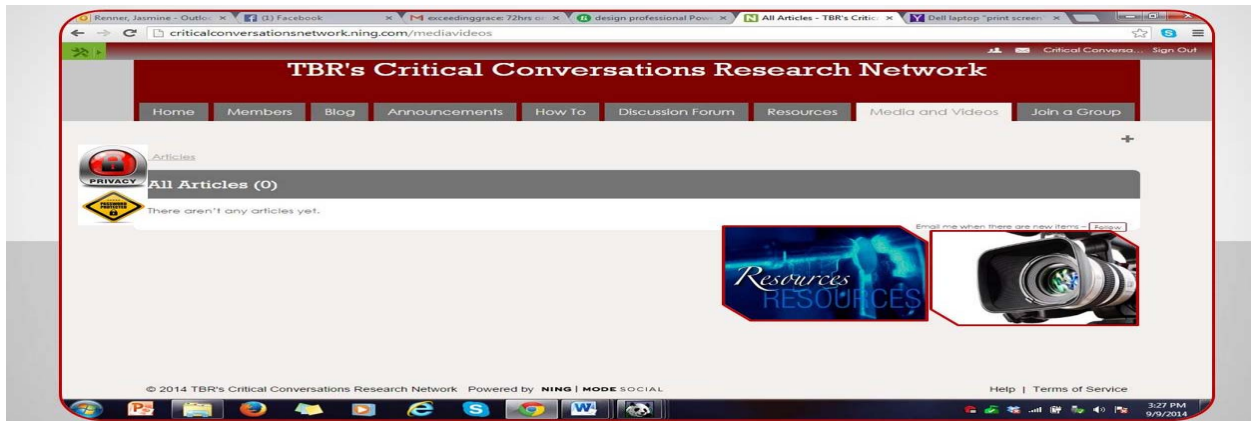 Renner, Jasmine - Outlo
(1) Facebook
exceedinggrace: 72hrs
design professional Pow
All Articles - TBR's Critic
Dell laptop "print screen
criticalconversationsnetwork.ning.com/mediavideos
Critical Conversa... Sign Out
TBR's Critical Conversations Research Network
Home Members Blog Announcements How To Discussion Forum Resources Media and Videos Join a Group
Articles
PRIVACY
All Articles (0)
PASSWORD PROTECTED
There aren't any articles yet.
Email me when there are new items – Follow
Resources
RESOURCES
© 2014 TBR's Critical Conversations Research Network Powered by NING | MODE SOCIAL
Help | Terms of Service
3:27 PM
9/9/2014